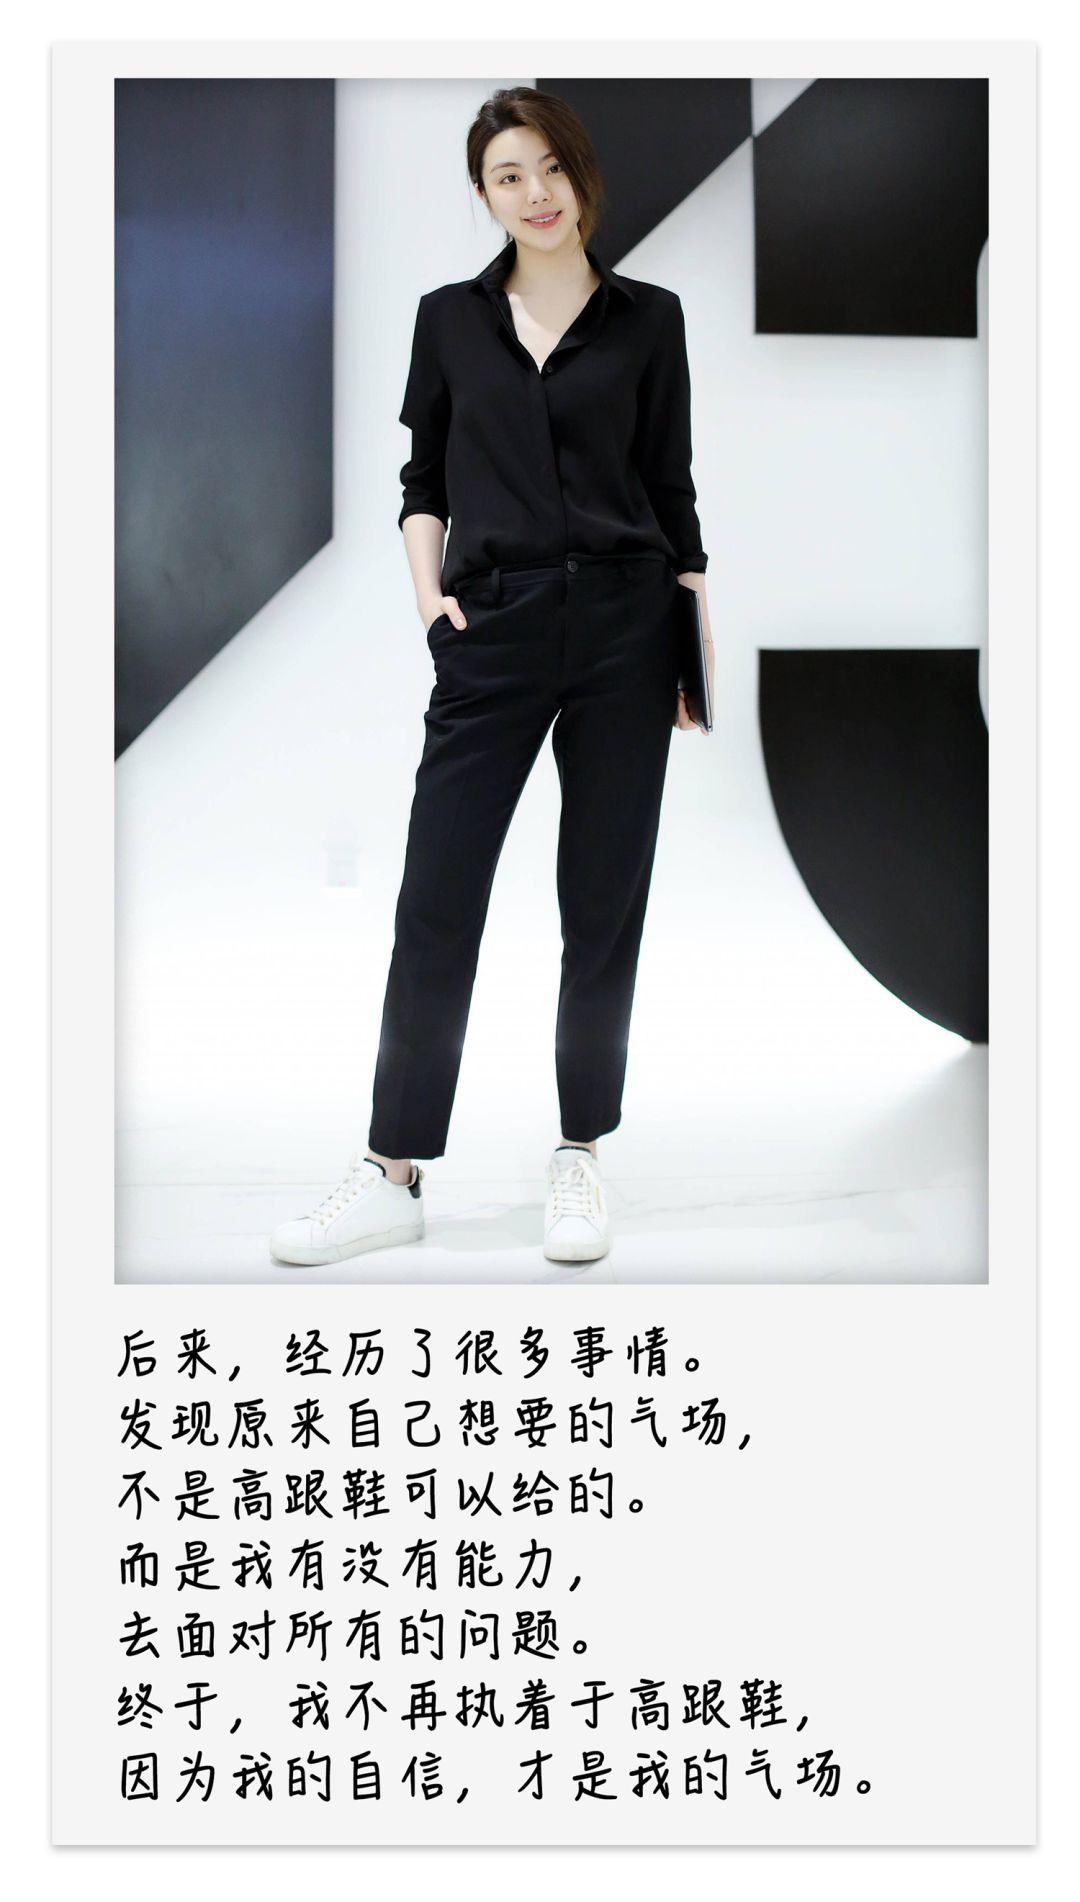 后来，经历了很多事情。
发现原来自己想要的气场，
不是高跟鞋可以给的。
而是我有没有能力，
去面对所有的问题。
终于，我不再执着于高跟鞋，
因为我的自信，才是我的气场。